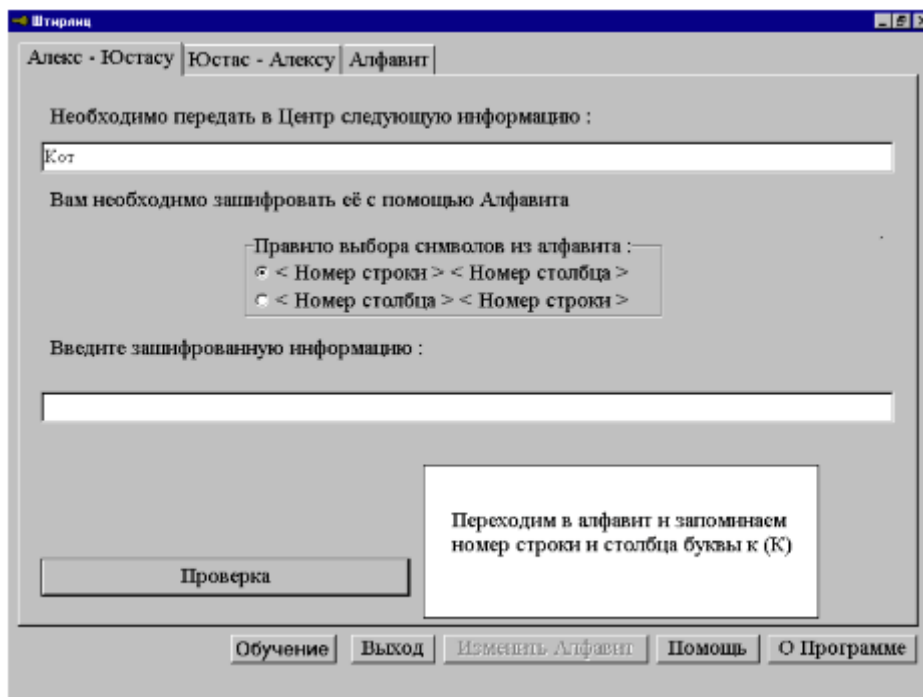 Штирлиц
Алекс - Юстасу Юстас - Алексу Алфавит
Необходимо передать в Центр следующую информацию :
Кот
Вам необходимо зашифровать её с помощью Алфавита
Правило выбора символов из алфавита :
< Номер строки > < Номер столбца >
< Номер столбца > < Номер строки >
Введите зашифрованную информацию :
Переходим в алфавит и запоминаем
номер строки и столбца буквы к (К)
Проверка
Обучение Выход Изменить Алфавит Помощь О Программе